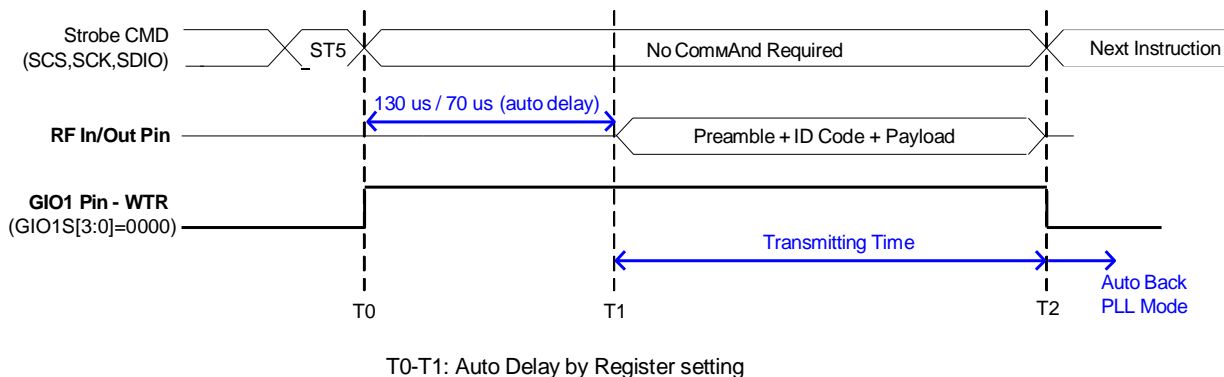 Strobe CMD
(SCS,SCK,SDIO)
ST5
No CommAnd Required
Next Instruction
130 us / 70 us (auto delay)
RF In/Out Pin
Preamble + ID Code + Payload
GIO1 Pin - WTR
(GIO1S[3:0]=0000)
Transmitting Time
Auto Back
PLL Mode
T0
T1
T2
T0-T1: Auto Delay by Register setting